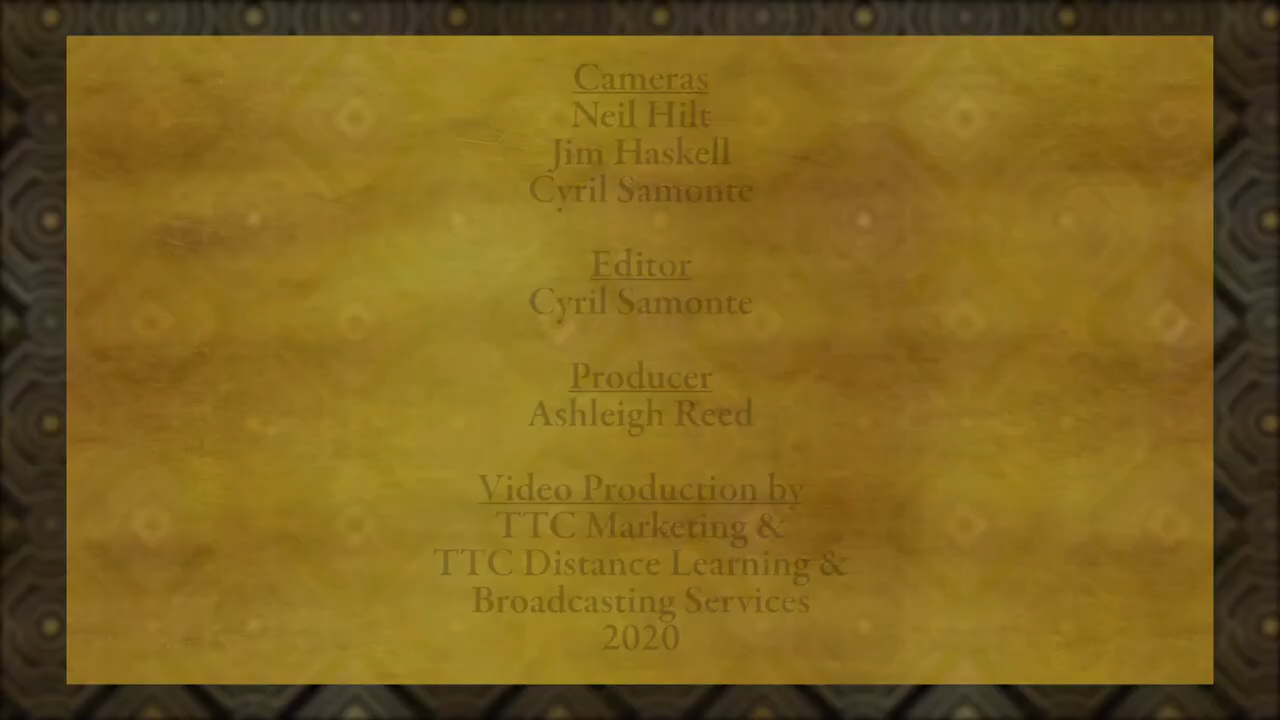 Cameras
Neil Hilt
Jim Haskell
Cyril Samonte
Editor
Cyril Samonte
Producer
Ashleigh Reed
Video Production by
TTC Marketing &
TTC Distance Learning &
Broadcasting Services
2020